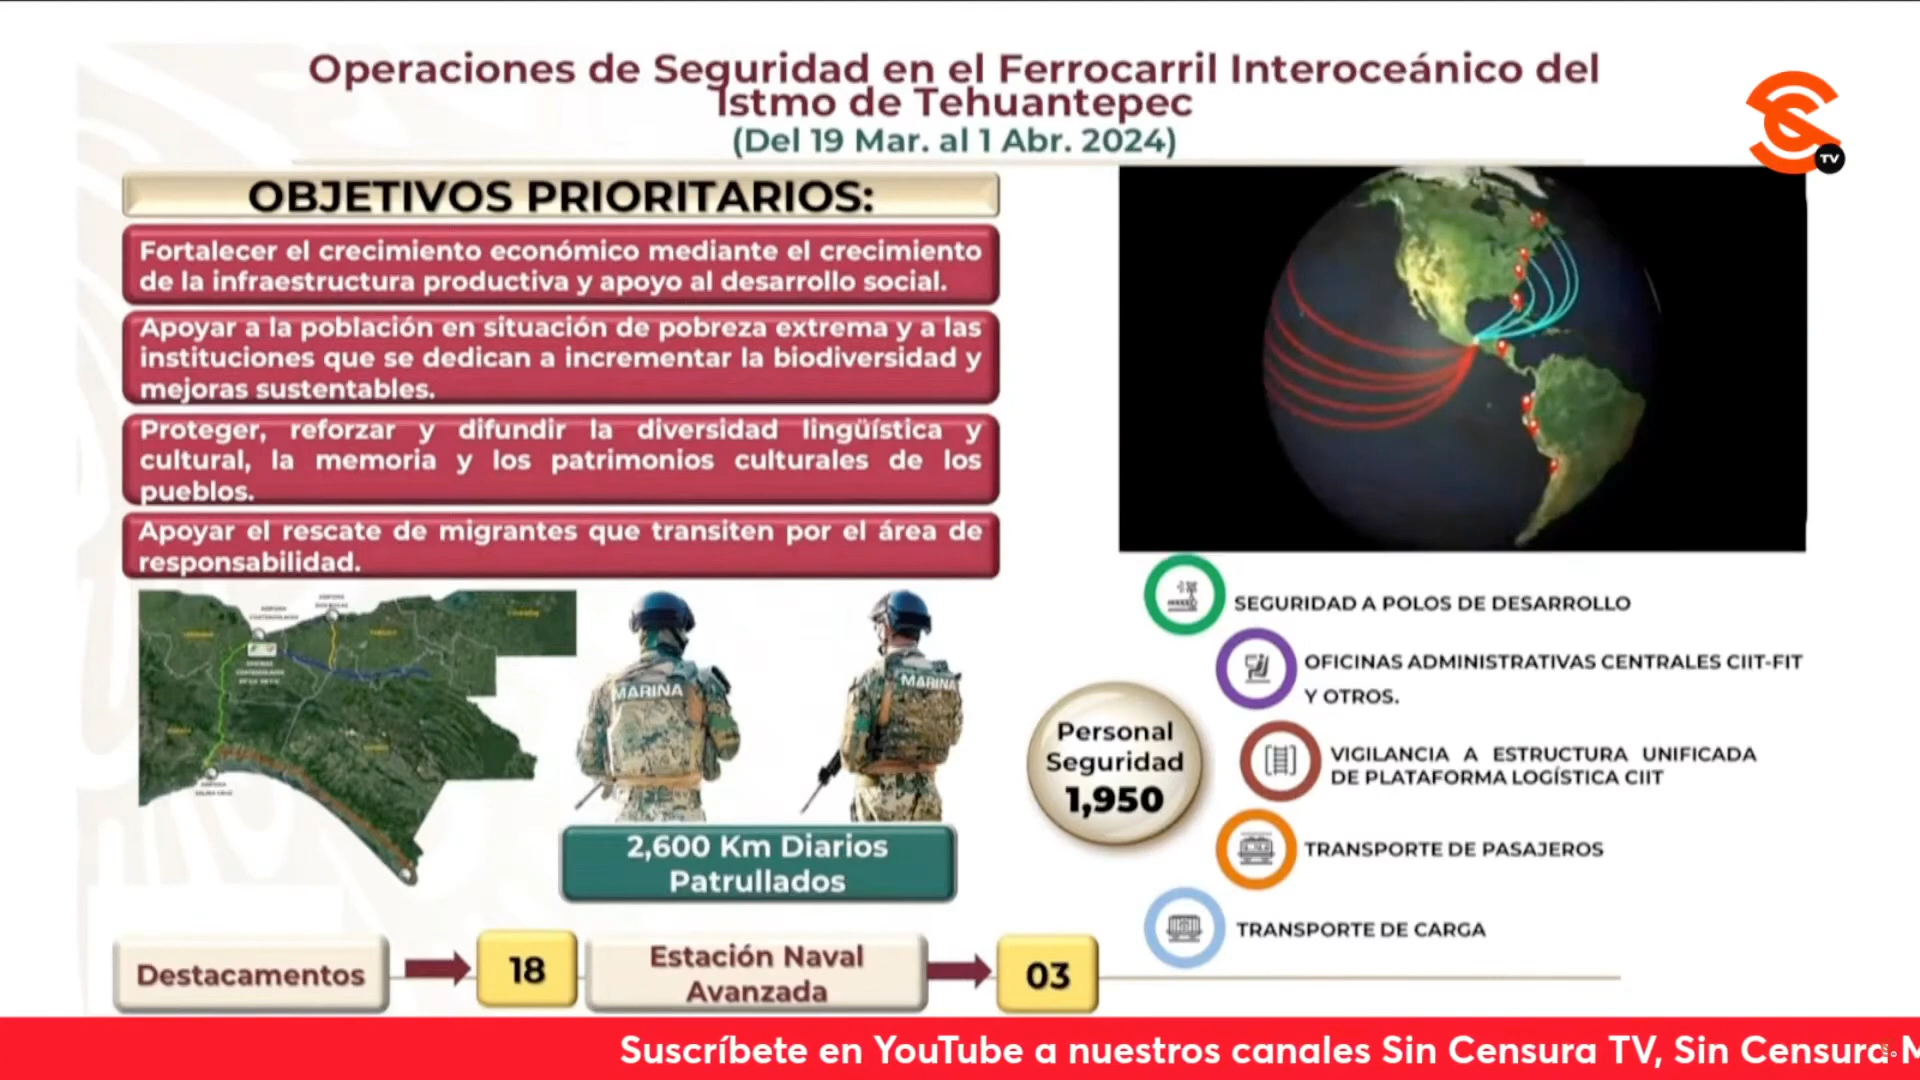 Operaciones de Seguridad en el Ferrocarril Interoceánico del
Istmo de Tehuantepec
(Del 19 Mar. al 1 Abr. 2024)
TV
OBJETIVOS PRIORITARIOS:
Fortalecer el crecimiento económico mediante el crecimiento
de la infraestructura productiva y apoyo al desarrollo social.
Apoyar a la población en situación de pobreza extrema y a las
instituciones que se dedican a incrementar la biodiversidad y
mejoras sustentables.
Proteger, reforzar y difundir la diversidad lingüística y
cultural, la memoria y los patrimonios culturales de los
pueblos.
Apoyar el rescate de migrantes que transiten por el área de
responsabilidad.
MARINA
MARINA
2,600 Km Diarios
Patrullados
Personal
Seguridad
1,950
SEGURIDAD A POLOS DE DESARROLLO
OFICINAS ADMINISTRATIVAS CENTRALES CIIT-FIT
Y OTROS.
VIGILANCIA A ESTRUCTURA UNIFICADA
DE PLATAFORMA LOGÍSTICA CIIT
TRANSPORTE DE PASAJEROS
TRANSPORTE DE CARGA
Destacamentos
18
Estación Naval
Avanzada
03
Suscríbete en YouTube a nuestros canales Sin Censura TV, Sin Censura M